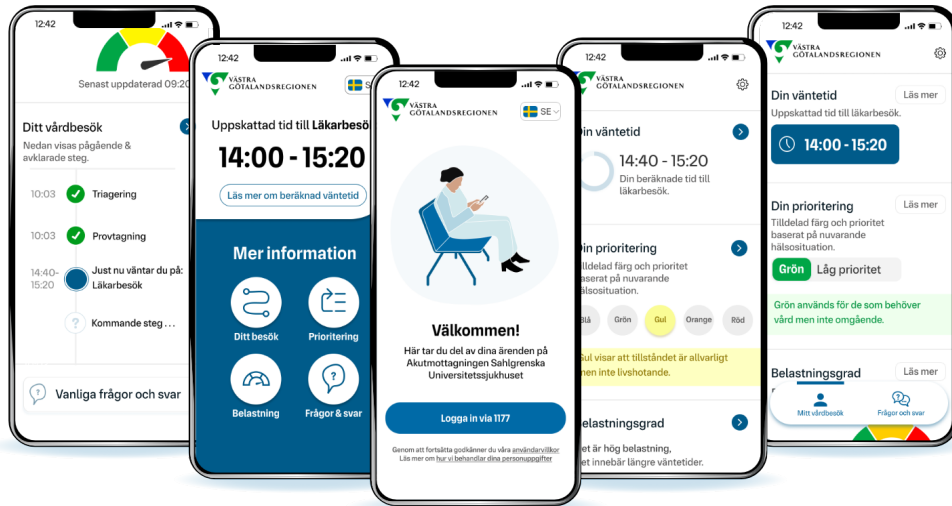 12:42
Senast uppdaterad 09:20
Ditt vårdbesök
Nedan visas pågående &
avklarade steg.
10:03 Triagering
10:03 Provtagning
14:40-
15:20
Just nu väntar du på:
Läkarbesök
? Kommande steg ...
? Vanliga frågor och svar
12:42
VÄSTRA
GÖTALANDSREGIONEN
Uppskattad tid till Läkarbesö
14:00 - 15:20
Läs mer om beräknad väntetid
Mer information
Ditt besök
Prioritering
Belastning
? Frågor & svar
12:42
VÄSTRA
GÖTALANDSREGIONEN
SE
Välkommen!
Här tar du del av dina ärenden på
Akutmottagningen Sahlgrenska
Universitetssjukhuset
Logga in via 1177
Genom att fortsätta godkänner du våra användarvillkor
Läs mer om hur vi behandlar dina personuppgifter
12:42
VÄSTRA
GÖTALANDSREGIONEN
Din väntetid
14:40 - 15:20
Din beräknade tid till
läkarbesök.
Din prioritering
Tilldelad färg och prioritet
baserat på nuvarande
hälsosituation.
Blå Grön Gul Orange Röd
Gul visar att tillståndet är allvarligt
men inte livshotande.
Belastningsgrad
Det är hög belastning,
det innebär längre väntetider.
12:42
VÄSTRA
GÖTALANDSREGIONEN
Din väntetid
Läs mer
Uppskattad tid till läkarbesök.
14:00 - 15:20
Din prioritering
Läs mer
Tilldelad färg och prioritet
baserat på nuvarande
hälsosituation.
Grön Låg prioritet
Grön används för de som behöver
vård men inte omgående.
Belastningsgrad
Läs mer
Mitt vårdbesök
Frågor och svar